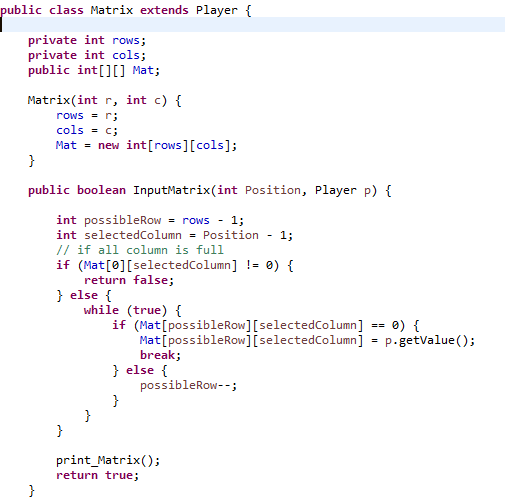 public class Matrix extends Player {
private int rows;
private int cols;
public int[][] Mat;
Matrix(int r, int c) {
rows = r;
cols = c;
Mat = new int[rows][cols];
}
public boolean InputMatrix(int Position, Player p) {
int possibleRow = rows - 1;
int selectedColumn = Position - 1;
// if all column is full
if (Mat[0][selectedColumn] != 0) {
return false;
} else {
while (true) {
if (Mat[possibleRow][selectedColumn] == 0) {
Mat[possibleRow][selectedColumn] = p.getValue();
break;
} else {
possibleRow--;
}
}
}
print_Matrix();
return true;
}